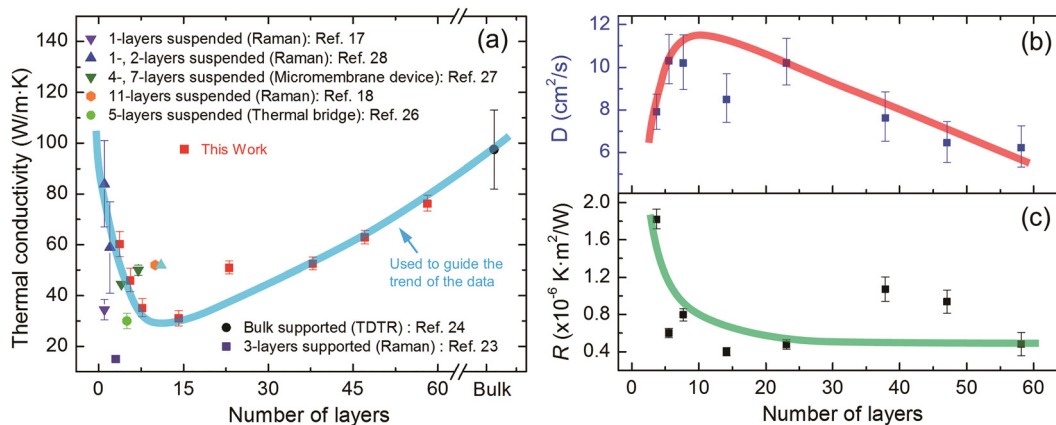 (a)
1-layers suspended (Raman): Ref. 17
1-, 2-layers suspended (Raman): Ref. 28
4-, 7-layers suspended (Micromembrane device): Ref. 27
11-layers suspended (Raman): Ref. 18
5-layers suspended (Thermal bridge): Ref. 26
This Work
Used to guide the
trend of the data
Bulk supported (TDTR) : Ref. 24
3-layers supported (Raman) : Ref. 23
Thermal conductivity (W/m·K)
140
120
100
80
60
40
20
0 15 30 45 60 Bulk
Number of layers
(b)
D (cm²/s)
12
10
8
6
(c)
R (x10⁻⁶ K·m²/W)
2.0
1.6
1.2
0.8
0.4
0 10 20 30 40 50 60
Number of layers